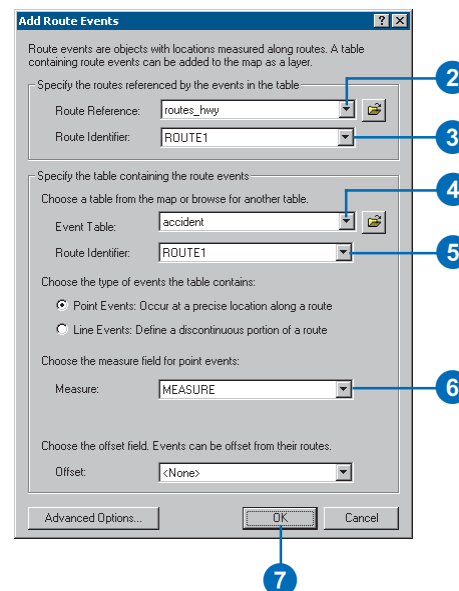 Add Route Events
Route events are objects with locations measured along routes. A table
containing route events can be added to the map as a layer.
Specify the routes referenced by the events in the table
Route Reference: routes_hwy
2
Route Identifier: ROUTE1
3
Specify the table containing the route events
Choose a table from the map or browse for another table.
4
Event Table: accident
Route Identifier: ROUTE1
5
Choose the type of events the table contains:
Point Events: Occur at a precise location along a route
Line Events: Define a discontinuous portion of a route
Choose the measure field for point events:
Measure: MEASURE
6
Choose the offset field. Events can be offset from their routes.
Offset: <None>
Advanced Options... OK Cancel
7